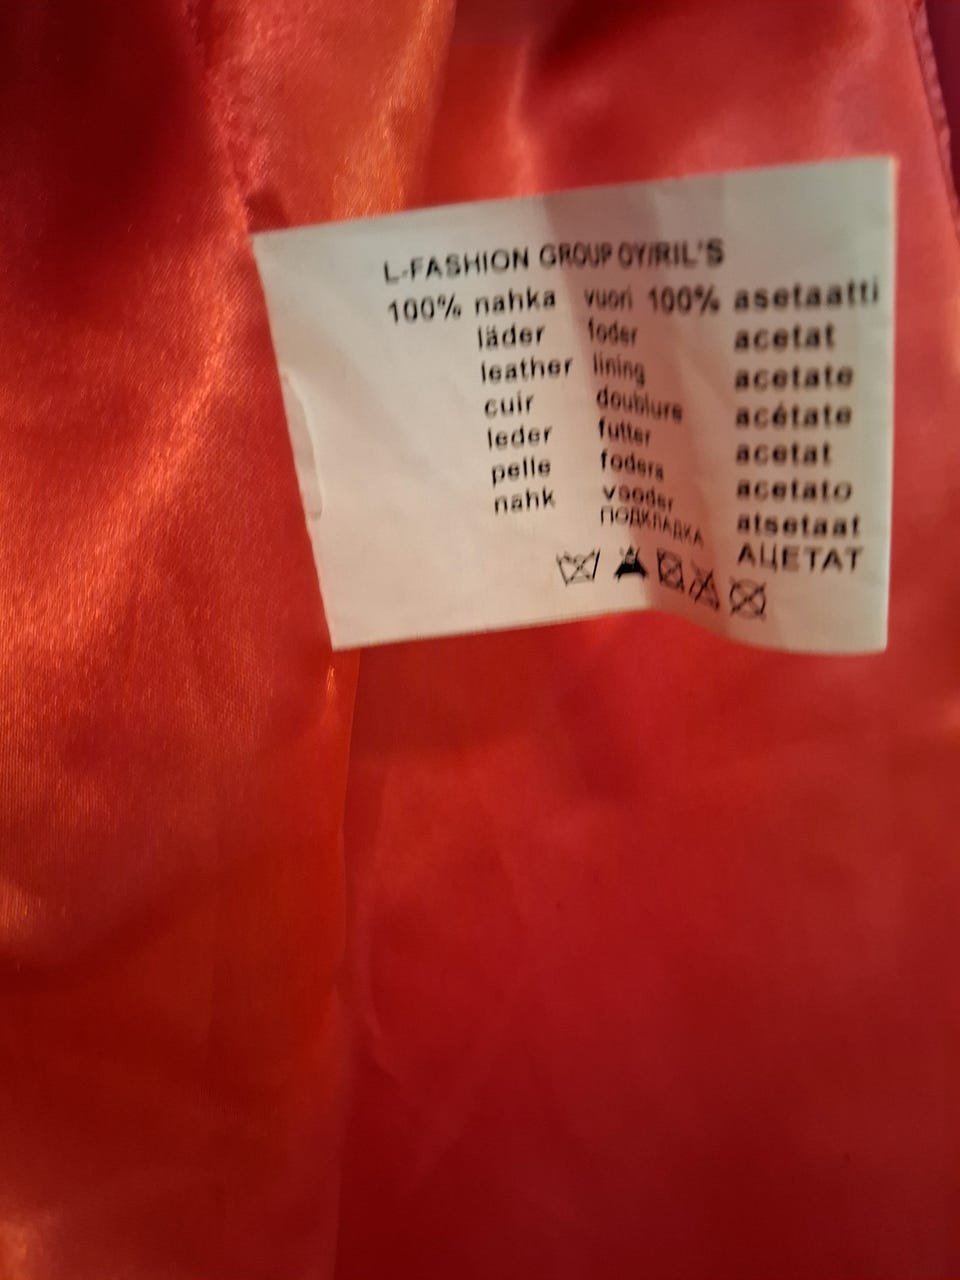 L-FASHION GROUP OY/RIL'S
100% nahka vuori 100% asetaatti
läder foder acetat
leather lining acetate
cuir doublure acétate
leder futter acetat
pelle fodera acetato
nahk vooder atsetaat
ПОДКЛАДКА АЦЕТАТ